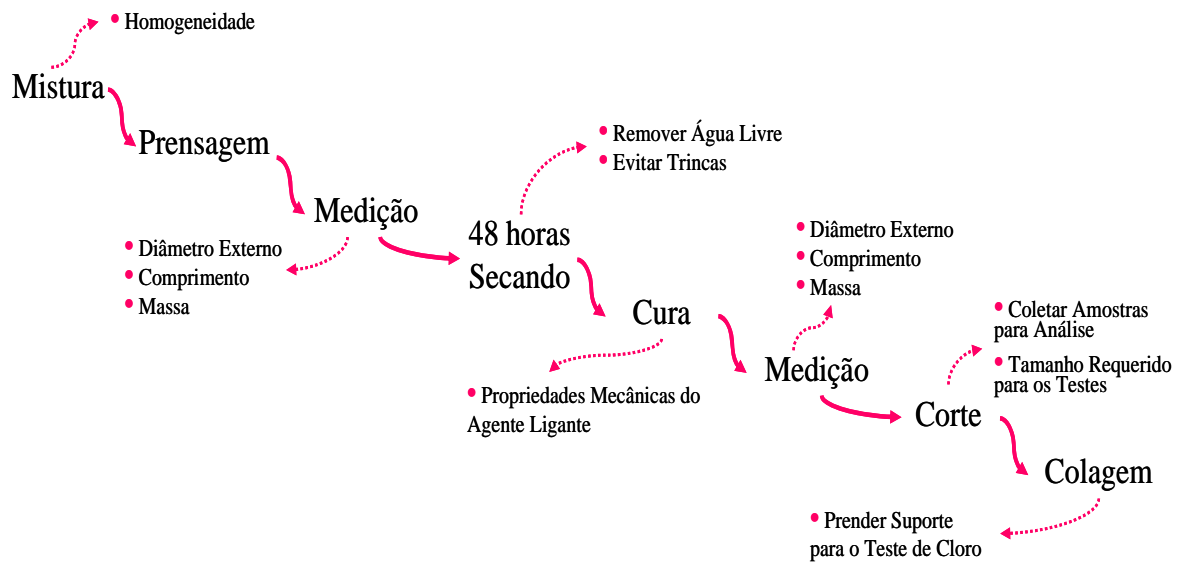 • Homogeneidade
Mistura
Prensagem
• Remover Água Livre
• Evitar Trincas
Medição
• Diâmetro Externo
• Comprimento
• Massa
48 horas
Secando
• Diâmetro Externo
• Comprimento
• Massa
Cura
• Propriedades Mecânicas do
Agente Ligante
Medição
• Coletar Amostras
para Análise
• Tamanho Requerido
para os Testes
Corte
Colagem
• Prender Suporte
para o Teste de Cloro